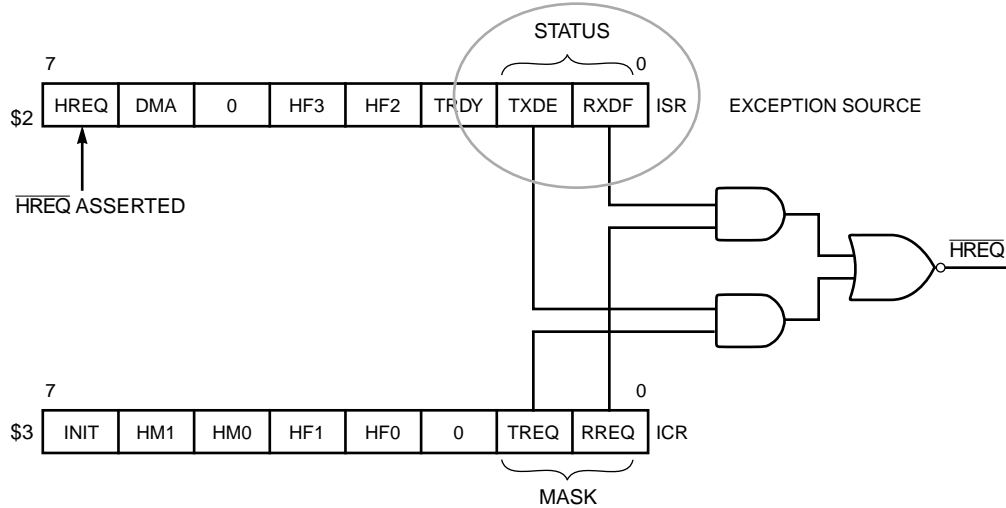 STATUS
7 0
$2 HREQ DMA 0 HF3 HF2 TRDY TXDE RXDF ISR EXCEPTION SOURCE
HREQ ASSERTED
HREQ
7 0
$3 INIT HM1 HM0 HF1 HF0 0 TREQ RREQ ICR
MASK